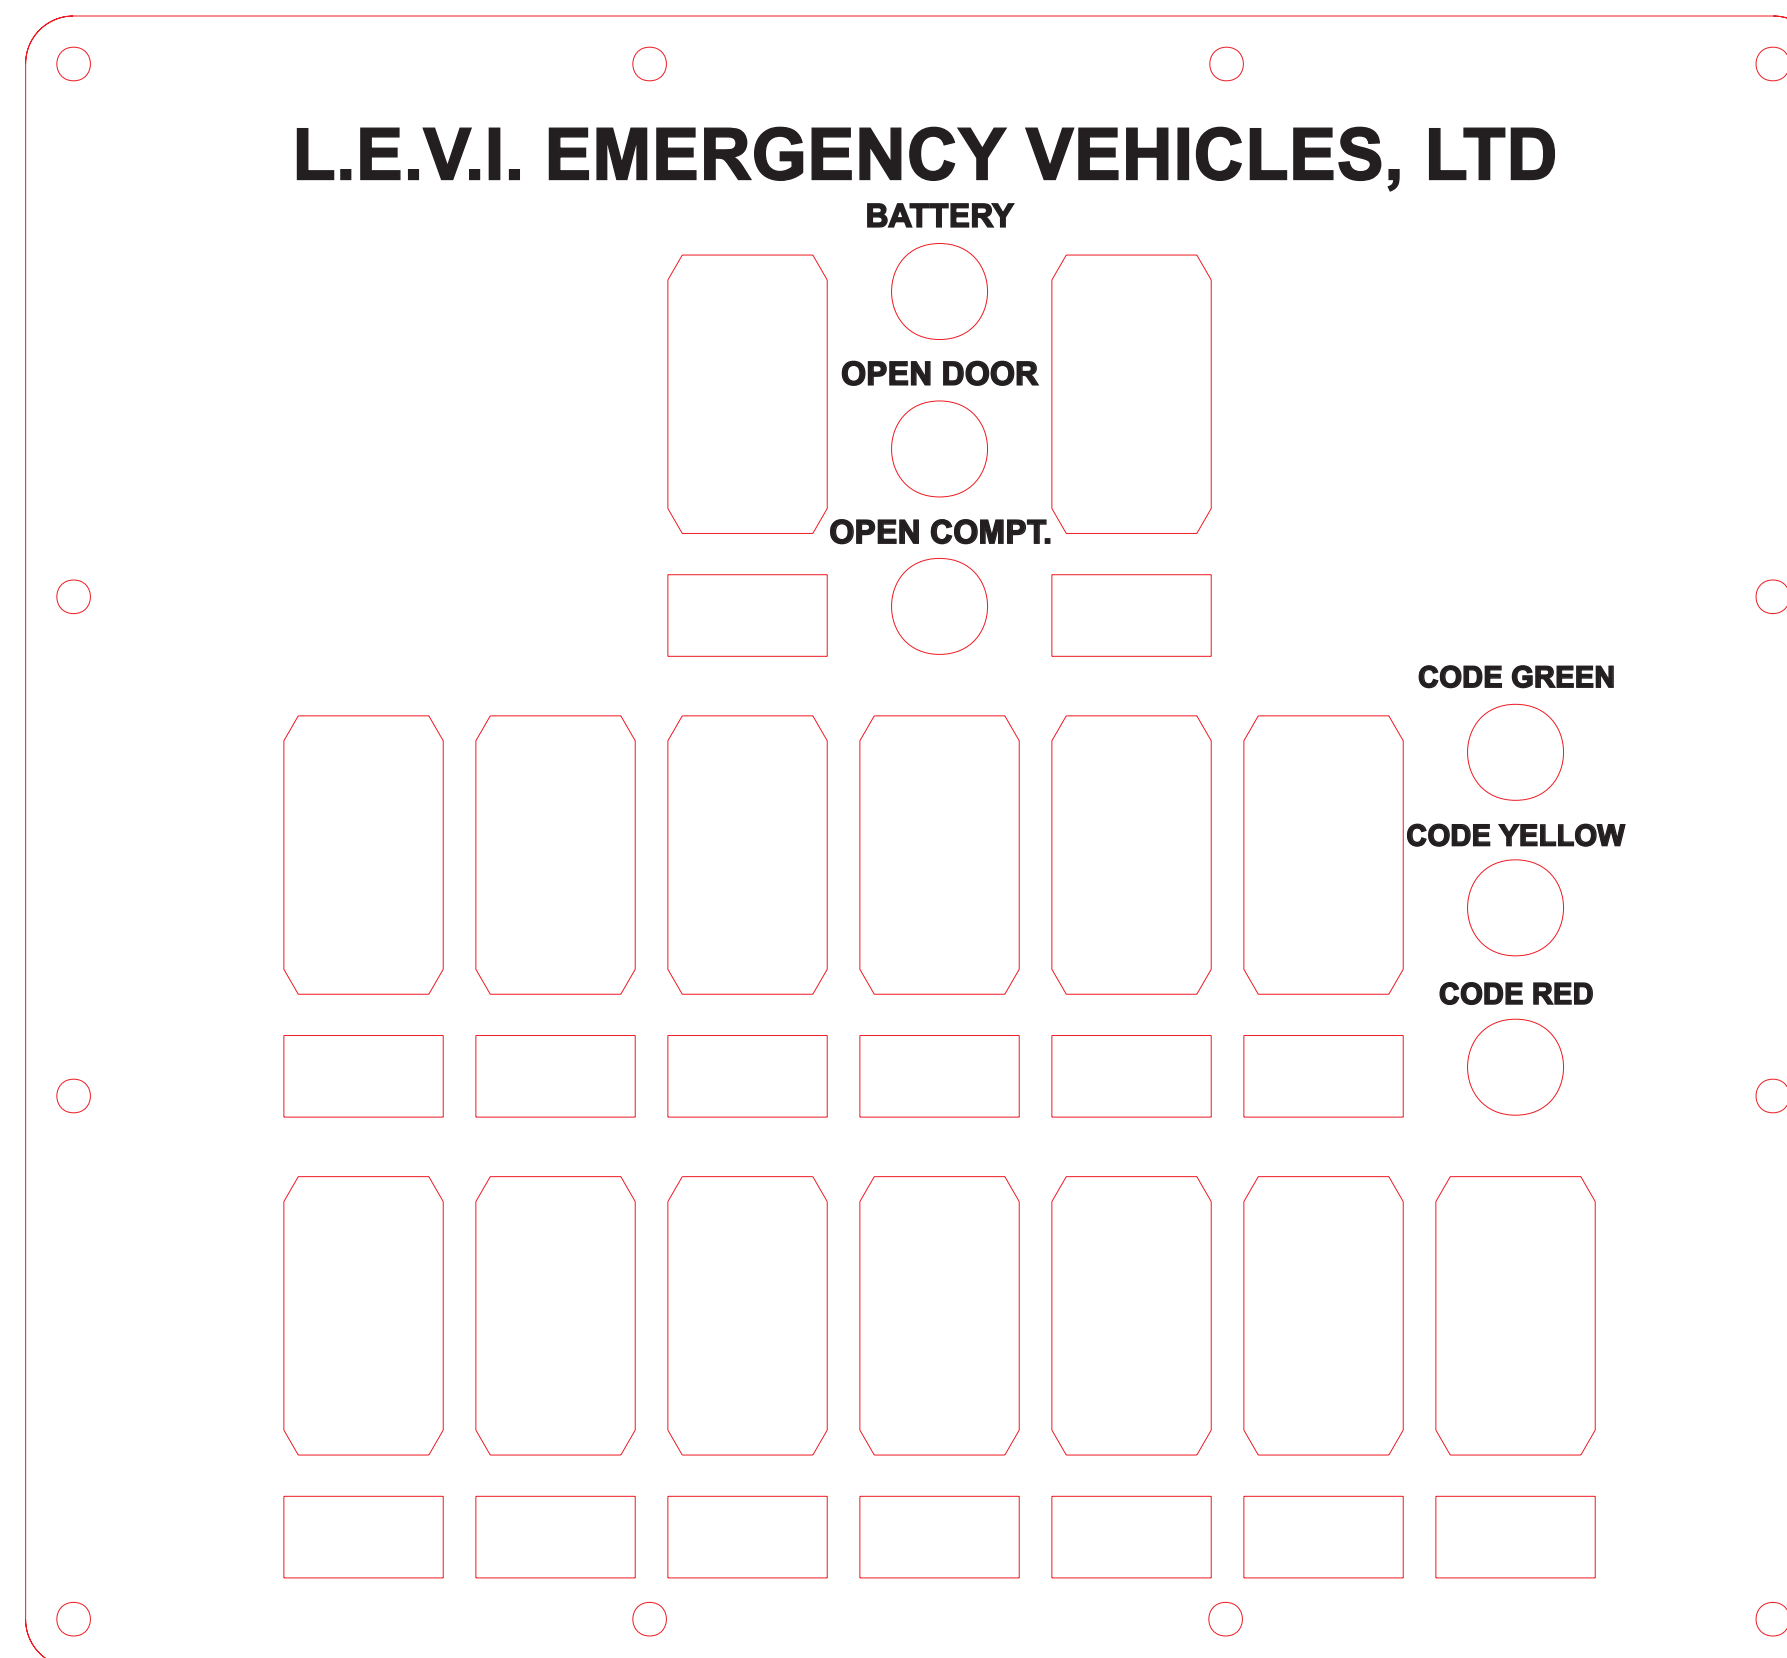 L.E.V.I. EMERGENCY VEHICLES, LTD
BATTERY
OPEN DOOR
OPEN COMPT.
CODE GREEN
CODE YELLOW
CODE RED